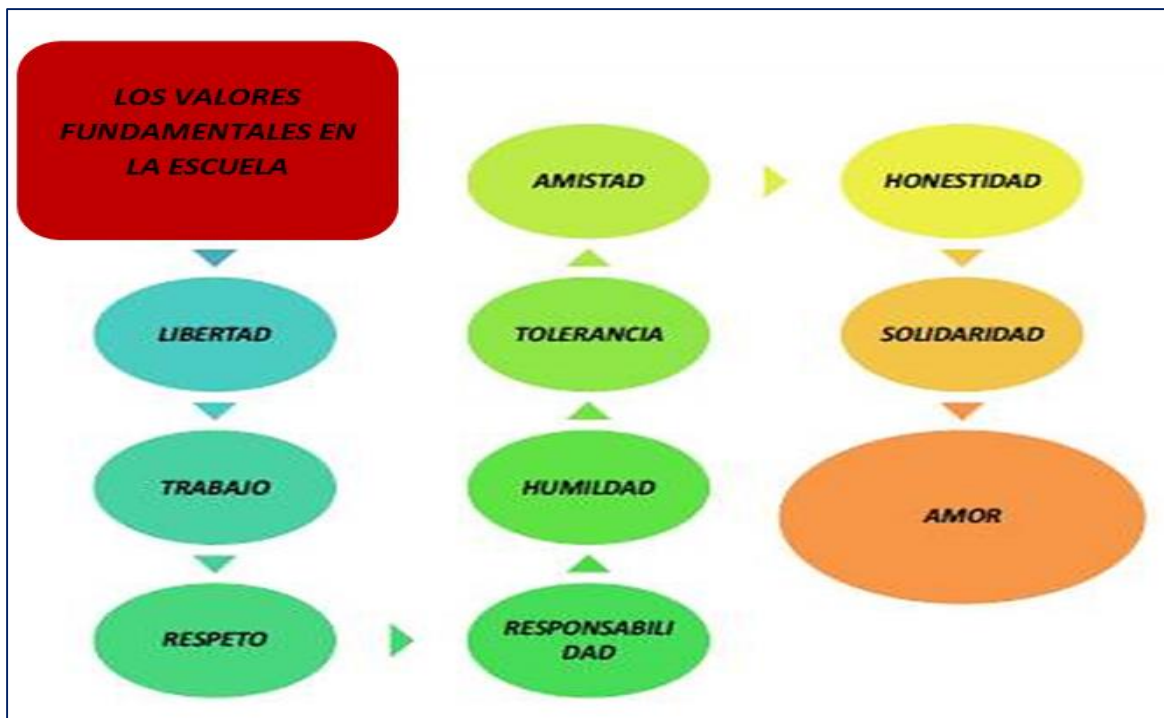 LOS VALORES
FUNDAMENTALES EN
LA ESCUELA
LIBERTAD
TRABAJO
RESPETO
RESPONSABILI
DAD
HUMILDAD
TOLERANCIA
AMISTAD
HONESTIDAD
SOLIDARIDAD
AMOR